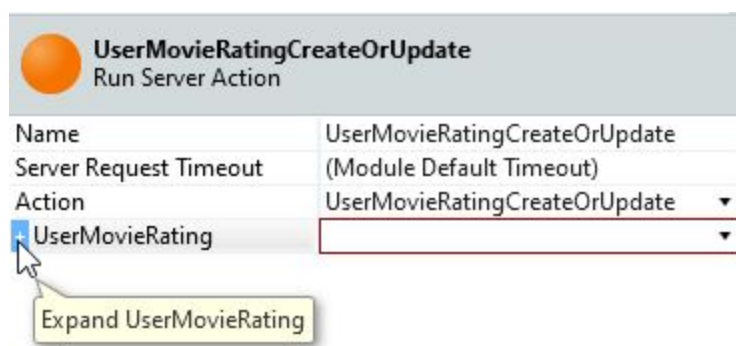 UserMovieRatingCreateOrUpdate
Run Server Action
Name UserMovieRatingCreateOrUpdate
Server Request Timeout (Module Default Timeout)
Action UserMovieRatingCreateOrUpdate
+ UserMovieRating
Expand UserMovieRating